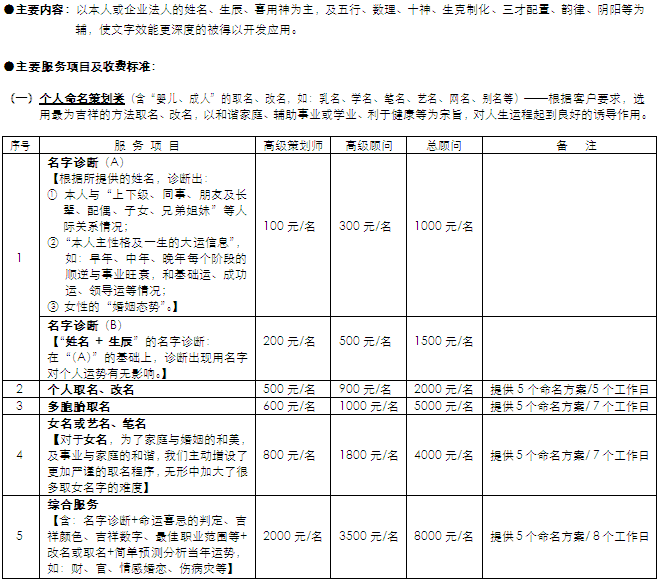 ●主要内容：以本人或企业法人的姓名、生辰、喜用神为主，及五行、数理、十神、生克制化、三才配置、韵律、阴阳等为
辅，使文字效能更深度的被得以开发应用。
●主要服务项目及收费标准：
（一）个人命名策划类（含“婴儿、成人”的取名、改名，如：乳名、学名、笔名、艺名、网名、别名等）——根据客户要求，选
用最为吉祥的方法取名、改名，以和谐家庭、辅助事业或学业、利于健康等为宗旨，对人生运程起到良好的诱导作用。
序号 服 务 项 目 高级策划师 高级顾问 总顾问 备 注
1
名字诊断（A）
【根据所提供的姓名，诊断出：
① 本人与“上下级、同事、朋友及长
辈、配偶、子女、兄弟姐妹”等人
际关系情况；
②“本人主性格及一生的大运信息”，
如：早年、中年、晚年每个阶段的
顺逆与事业旺衰，和基础运、成功
运、领导运等情况；
③ 女性的“婚姻态势”。】
100 元/名 300 元/名 1000 元/名
名字诊断（B）
【“姓名 + 生辰”的名字诊断：
在“（A）”的基础上，诊断出现用名字
对个人运势有无影响。】
200 元/名 500 元/名 1500 元/名
2 个人取名、改名 500 元/名 900 元/名 2000 元/名 提供 5 个命名方案/5 个工作日
3 多胞胎取名 600 元/名 1000 元/名 5000 元/名 提供 5 个命名方案/ 7 个工作日
4
女名或艺名、笔名
【对于女名，为了家庭与婚姻的和美，
及事业与家庭的和谐，我们主动增设了
更加严谨的取名程序，无形中加大了很
多取女名字的难度】
800 元/名 1800 元/名 4000 元/名 提供 5 个命名方案/ 7 个工作日
5
综合服务
【含：名字诊断+命运喜忌的判定、吉
祥颜色、吉祥数字、最佳职业范围等+
改名或取名+简单预测分析当年运势，
如：财、官、情感婚恋、伤病灾等】
2000 元/名 3500 元/名 8000 元/名 提供 5 个命名方案/ 8 个工作日